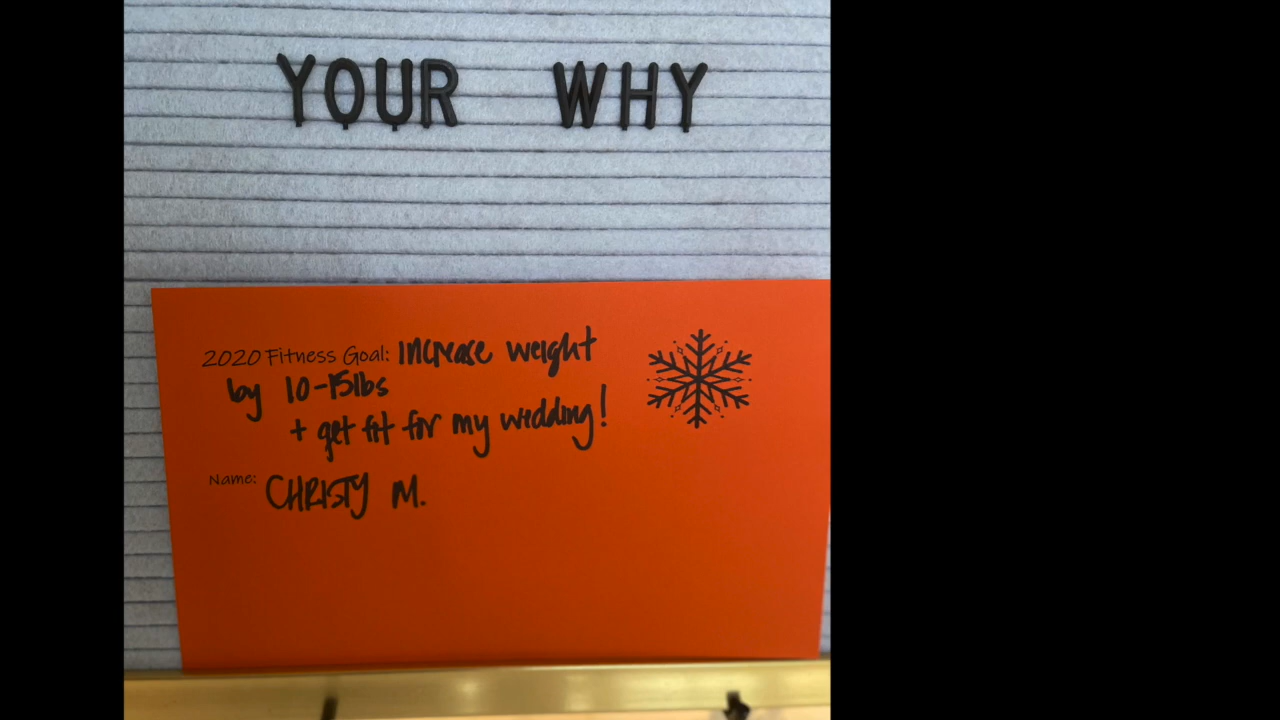 YOUR WHY
2020 Fitness Goal: increase weight
by 10-15lbs
+ get fit for my wedding!
Name: CHRISTY M.